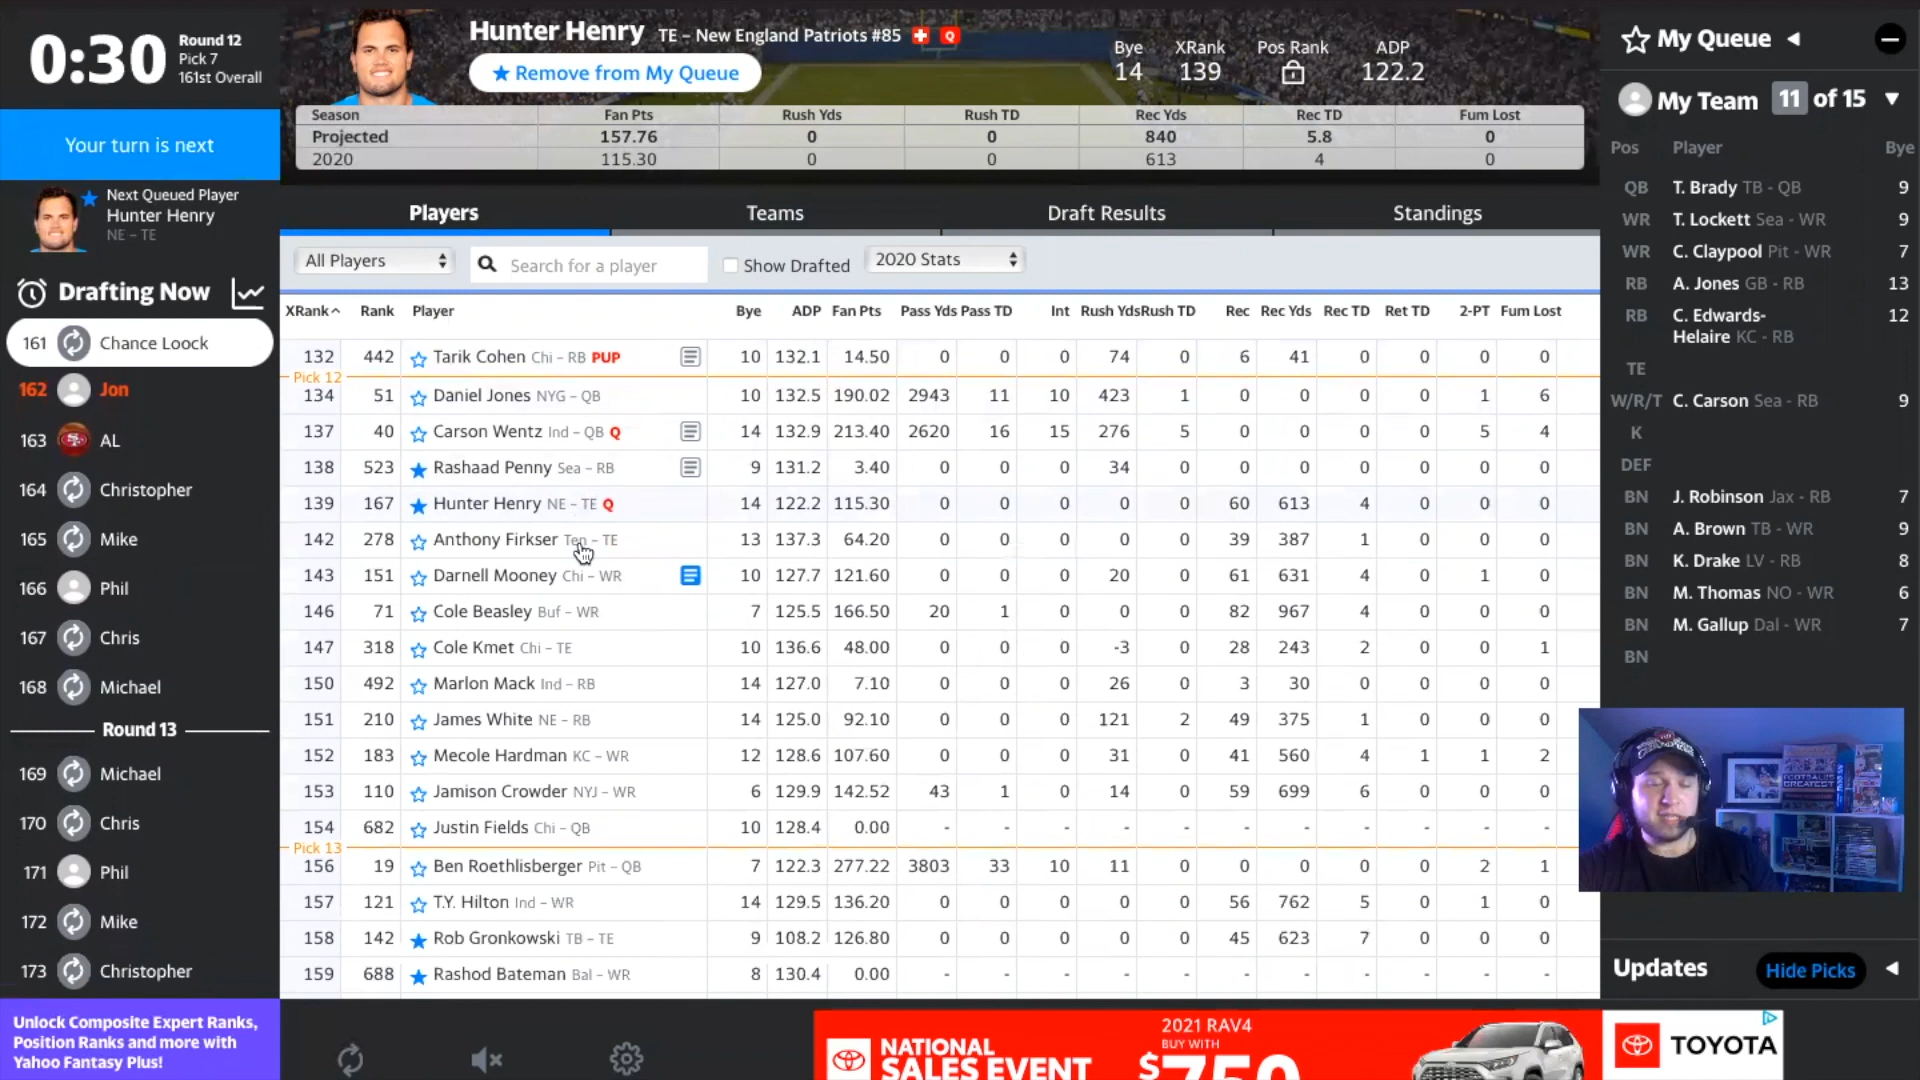 0:30
Round 12
Pick 7
161st Overall
Your turn is next
Next Queued Player
Hunter Henry
NE – TE
Drafting Now
161 Chance Loock
162 Jon
163 AL
164 Christopher
165 Mike
166 Phil
167 Chris
168 Michael
Round 13
169 Michael
170 Chris
171 Phil
172 Mike
173 Christopher
Unlock Composite Expert Ranks,
Position Ranks and more with
Yahoo Fantasy Plus!
Hunter Henry TE – New England Patriots #85 Q
★ Remove from My Queue
Bye XRank Pos Rank ADP
14 139 122.2
Season Fan Pts Rush Yds Rush TD Rec Yds Rec TD Fum Lost
Projected 157.76 0 0 840 5.8 0
2020 115.30 0 0 613 4 0
Players Teams Draft Results Standings
All Players Search for a player Show Drafted 2020 Stats
XRank^ Rank Player Bye ADP Fan Pts Pass Yds Pass TD Int Rush Yds Rush TD Rec Rec Yds Rec TD Ret TD 2-PT Fum Lost
132 442 Tarik Cohen Chi – RB PUP 10 132.1 14.50 0 0 0 74 0 6 41 0 0 0 0
Pick 12
134 51 Daniel Jones NYG – QB 10 132.5 190.02 2943 11 10 423 1 0 0 0 0 1 6
137 40 Carson Wentz Ind – QB Q 14 132.9 213.40 2620 16 15 276 5 0 0 0 0 5 4
138 523 Rashaad Penny Sea – RB 9 131.2 3.40 0 0 0 34 0 0 0 0 0 0 0
139 167 Hunter Henry NE – TE Q 14 122.2 115.30 0 0 0 0 0 60 613 4 0 0 0
142 278 Anthony Firkser Ten – TE 13 137.3 64.20 0 0 0 0 0 39 387 1 0 0 0
143 151 Darnell Mooney Chi – WR 10 127.7 121.60 0 0 0 20 0 61 631 4 0 1 0
146 71 Cole Beasley Buf – WR 7 125.5 166.50 20 1 0 0 0 82 967 4 0 0 0
147 318 Cole Kmet Chi – TE 10 136.6 48.00 0 0 0 -3 0 28 243 2 0 0 1
150 492 Marlon Mack Ind – RB 14 127.0 7.10 0 0 0 26 0 3 30 0 0 0 0
151 210 James White NE – RB 14 125.0 92.10 0 0 0 121 2 49 375 1 0 0 0
152 183 Mecole Hardman KC – WR 12 128.6 107.60 0 0 0 31 0 41 560 4 1 1 2
153 110 Jamison Crowder NYJ – WR 6 129.9 142.52 43 1 0 14 0 59 699 6 0 0 0
154 682 Justin Fields Chi – QB 10 128.4 0.00 - - - - - - - - - - -
Pick 13
156 19 Ben Roethlisberger Pit – QB 7 122.3 277.22 3803 33 10 11 0 0 0 0 0 2 1
157 121 T.Y. Hilton Ind – WR 14 129.5 136.20 0 0 0 0 0 56 762 5 0 1 0
158 142 Rob Gronkowski TB – TE 9 108.2 126.80 0 0 0 0 0 45 623 7 0 0 0
159 688 Rashod Bateman Bal – WR 8 130.4 0.00 - - - - - - - - - - -
My Queue
My Team 11 of 15
Pos Player Bye
QB T. Brady TB - QB 9
WR T. Lockett Sea - WR 9
WR C. Claypool Pit - WR 7
RB A. Jones GB - RB 13
RB C. Edwards- 12
Helaire KC - RB
TE
W/R/T C. Carson Sea - RB 9
K
DEF
BN J. Robinson Jax - RB 7
BN A. Brown TB - WR 9
BN K. Drake LV - RB 8
BN M. Thomas NO - WR 6
BN M. Gallup Dal - WR 7
BN
Updates Hide Picks
NATIONAL
SALES EVENT
2021 RAV4
BUY WITH
$750
TOYOTA